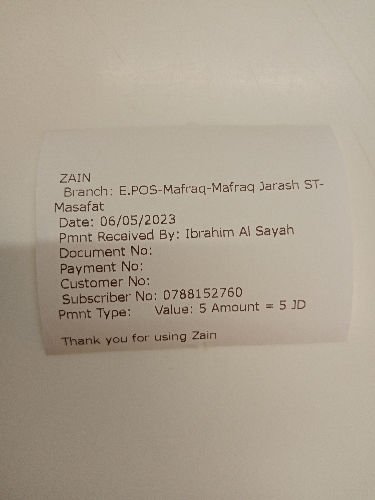 ZAIN
Branch: E.POS-Mafraq-Mafraq Jarash ST-
Masafat
Date: 06/05/2023
Pmnt Received By: Ibrahim Al Sayah
Document No:
Payment No:
Customer No:
Subscriber No: 0788152760
Pmnt Type: Value: 5 Amount = 5 JD
Thank you for using Zain